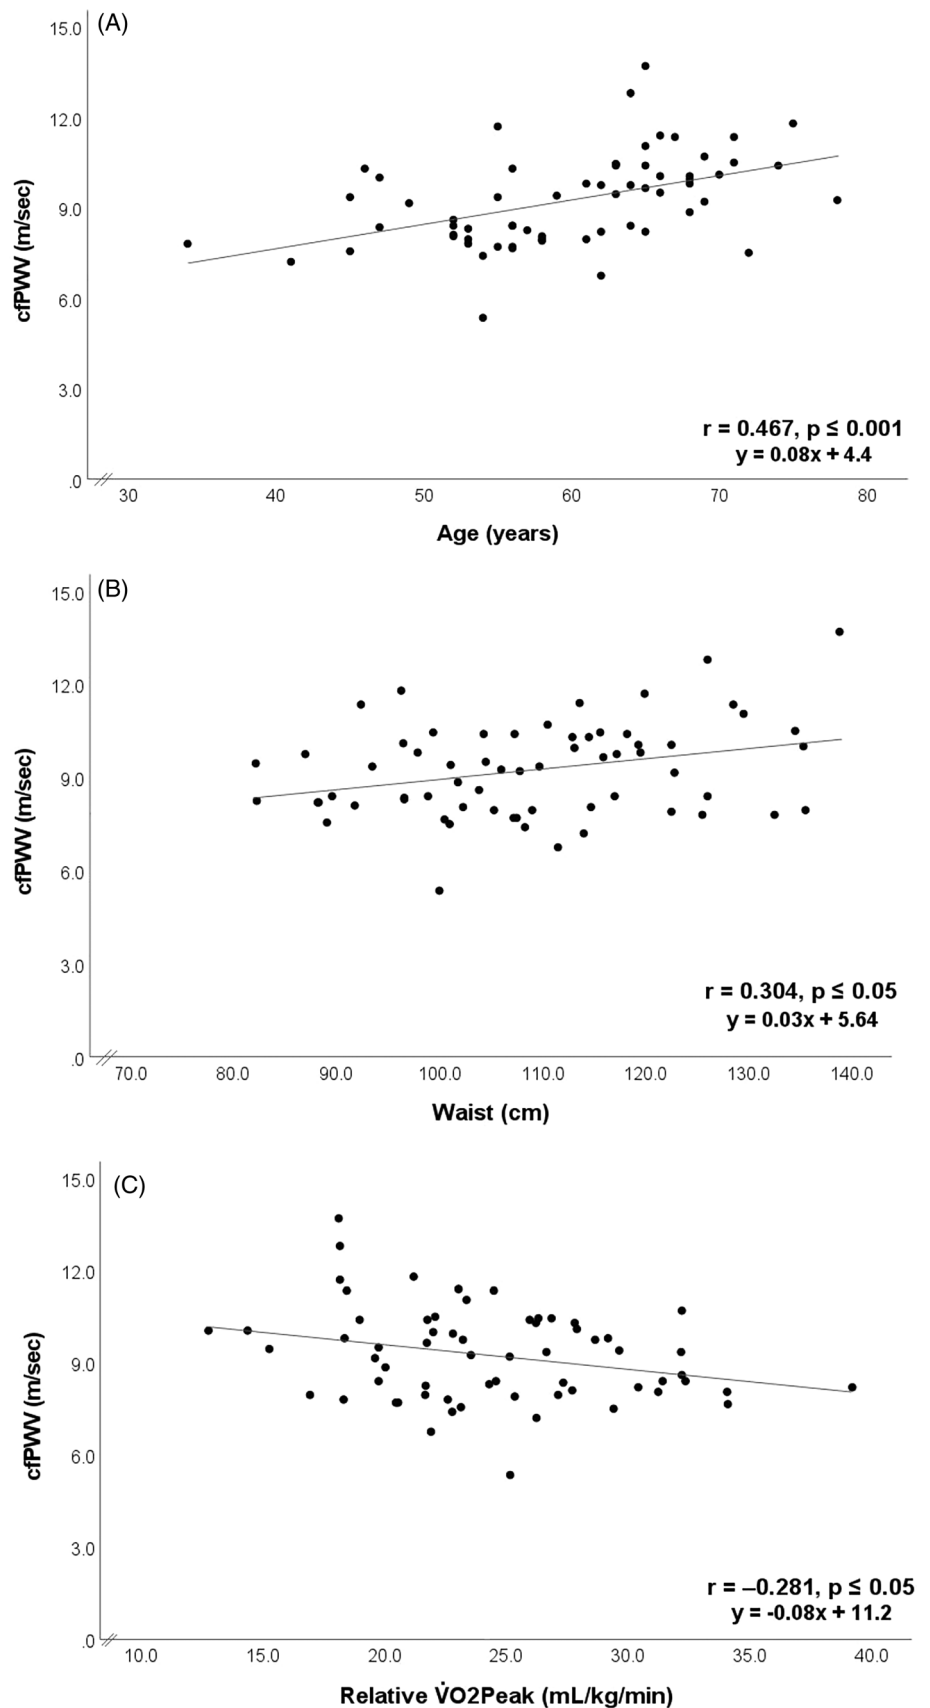 (A)
15.0
12.0
9.0
6.0
3.0
.0
cfPWV (m/sec)
r = 0.467, p ≤ 0.001
y = 0.08x + 4.4
30 40 50 60 70 80
Age (years)
(B)
15.0
12.0
9.0
6.0
3.0
.0
cfPWV (m/sec)
r = 0.304, p ≤ 0.05
y = 0.03x + 5.64
70.0 80.0 90.0 100.0 110.0 120.0 130.0 140.0
Waist (cm)
(C)
15.0
12.0
9.0
6.0
3.0
.0
cfPWV (m/sec)
r = –0.281, p ≤ 0.05
y = -0.08x + 11.2
10.0 15.0 20.0 25.0 30.0 35.0 40.0
Relative V̇O2Peak (mL/kg/min)